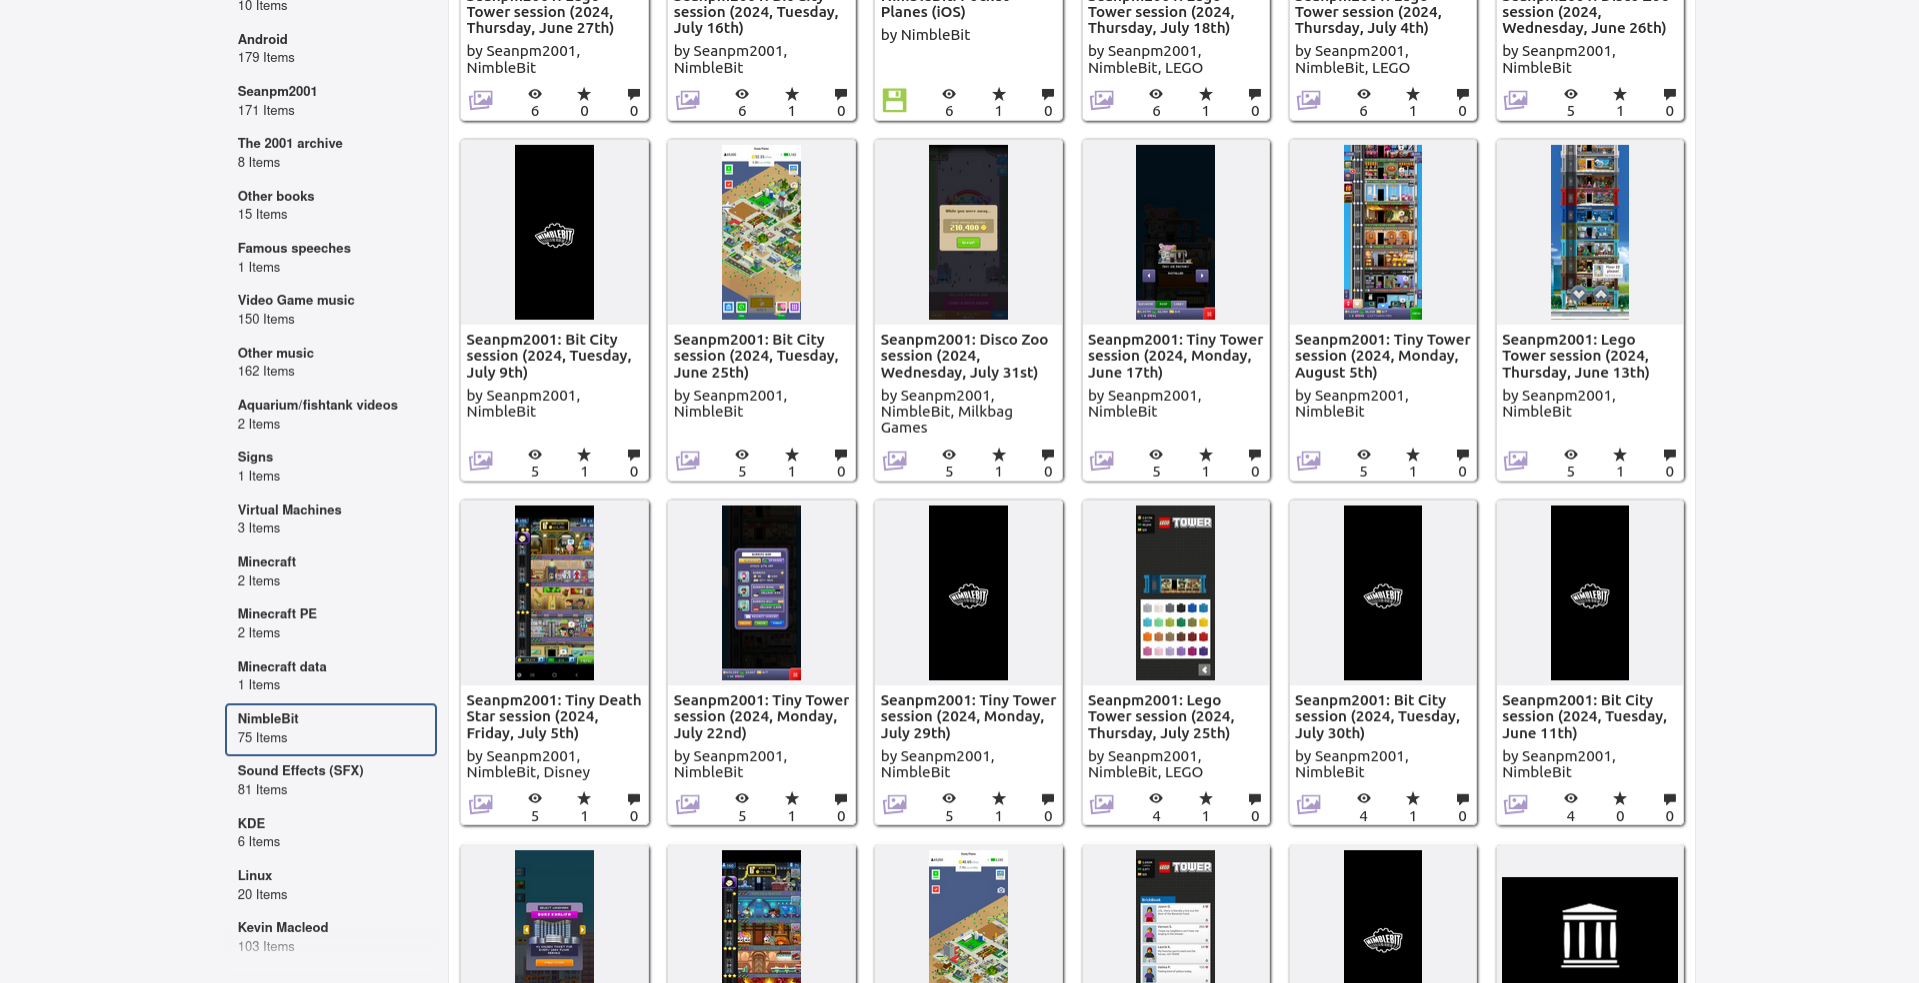 10 Items
Android
179 Items
Seanpm2001
171 Items
The 2001 archive
8 Items
Other books
15 Items
Famous speeches
1 Items
Video Game music
150 Items
Other music
162 Items
Aquarium/fishtank videos
2 Items
Signs
1 Items
Virtual Machines
3 Items
Minecraft
2 Items
Minecraft PE
2 Items
Minecraft data
1 Items
NimbleBit
75 Items
Sound Effects (SFX)
81 Items
KDE
6 Items
Linux
20 Items
Kevin Macleod
103 Items
Tower session (2024,
Thursday, June 27th)
by Seanpm2001,
NimbleBit
6 0 0
session (2024, Tuesday,
July 16th)
by Seanpm2001,
NimbleBit
6 1 0
Planes (iOS)
by NimbleBit
6 1 0
Tower session (2024,
Thursday, July 18th)
by Seanpm2001,
NimbleBit, LEGO
6 1 0
Tower session (2024,
Thursday, July 4th)
by Seanpm2001,
NimbleBit, LEGO
6 1 0
session (2024,
Wednesday, June 26th)
by Seanpm2001,
NimbleBit
5 1 0
NIMBLEBIT
Seanpm2001: Bit City
session (2024, Tuesday,
July 9th)
by Seanpm2001,
NimbleBit
5 1 0
Seanpm2001: Bit City
session (2024, Tuesday,
June 25th)
by Seanpm2001,
NimbleBit
5 1 0
While you were away...
210,400
Seanpm2001: Disco Zoo
session (2024,
Wednesday, July 31st)
by Seanpm2001,
NimbleBit, Milkbag
Games
5 1 0
Seanpm2001: Tiny Tower
session (2024, Monday,
June 17th)
by Seanpm2001,
NimbleBit
5 1 0
Seanpm2001: Tiny Tower
session (2024, Monday,
August 5th)
by Seanpm2001,
NimbleBit
5 1 0
Seanpm2001: Lego
Tower session (2024,
Thursday, June 13th)
by Seanpm2001,
NimbleBit
5 1 0
Seanpm2001: Tiny Death
Star session (2024,
Friday, July 5th)
by Seanpm2001,
NimbleBit, Disney
5 1 0
Seanpm2001: Tiny Tower
session (2024, Monday,
July 22nd)
by Seanpm2001,
NimbleBit
5 1 0
NIMBLEBIT
Seanpm2001: Tiny Tower
session (2024, Monday,
July 29th)
by Seanpm2001,
NimbleBit
5 1 0
LEGO TOWER
Seanpm2001: Lego
Tower session (2024,
Thursday, July 25th)
by Seanpm2001,
NimbleBit, LEGO
4 1 0
NIMBLEBIT
Seanpm2001: Bit City
session (2024, Tuesday,
July 30th)
by Seanpm2001,
NimbleBit
4 1 0
NIMBLEBIT
Seanpm2001: Bit City
session (2024, Tuesday,
June 11th)
by Seanpm2001,
NimbleBit
4 0 0
LEGO TOWER
NIMBLEBIT